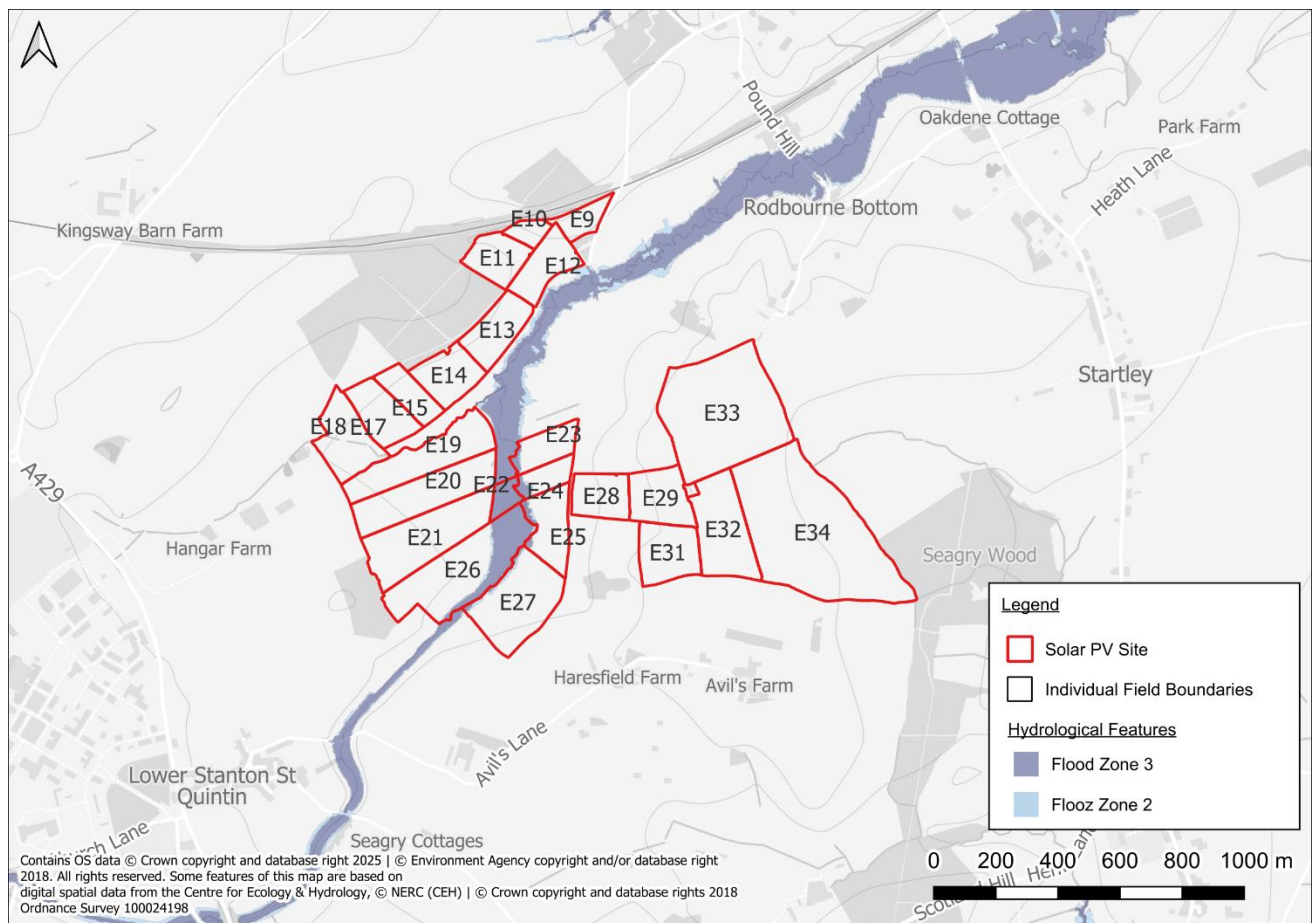 Pound Hill
Oakdene Cottage
Park Farm
Heath Lane
Rodbourne Bottom
Kingsway Barn Farm
E10
E9
E11
E12
E13
Startley
E14
E15
E18
E17
E33
E19
E23
E20
E22
E24
E28
E29
A429
E21
E25
E32
E34
Hangar Farm
E31
Seagry Wood
E26
E27
Haresfield Farm
Avil's Farm
Avil's Lane
Lower Stanton St
Quintin
Seagry Cottages
Legend
Solar PV Site
Individual Field Boundaries
Hydrological Features
Flood Zone 3
Flooz Zone 2
0 200 400 600 800 1000 m
Contains OS data © Crown copyright and database right 2025 | © Environment Agency copyright and/or database right
2018. All rights reserved. Some features of this map are based on
digital spatial data from the Centre for Ecology & Hydrology, © NERC (CEH) | © Crown copyright and database rights 2018
Ordnance Survey 100024198